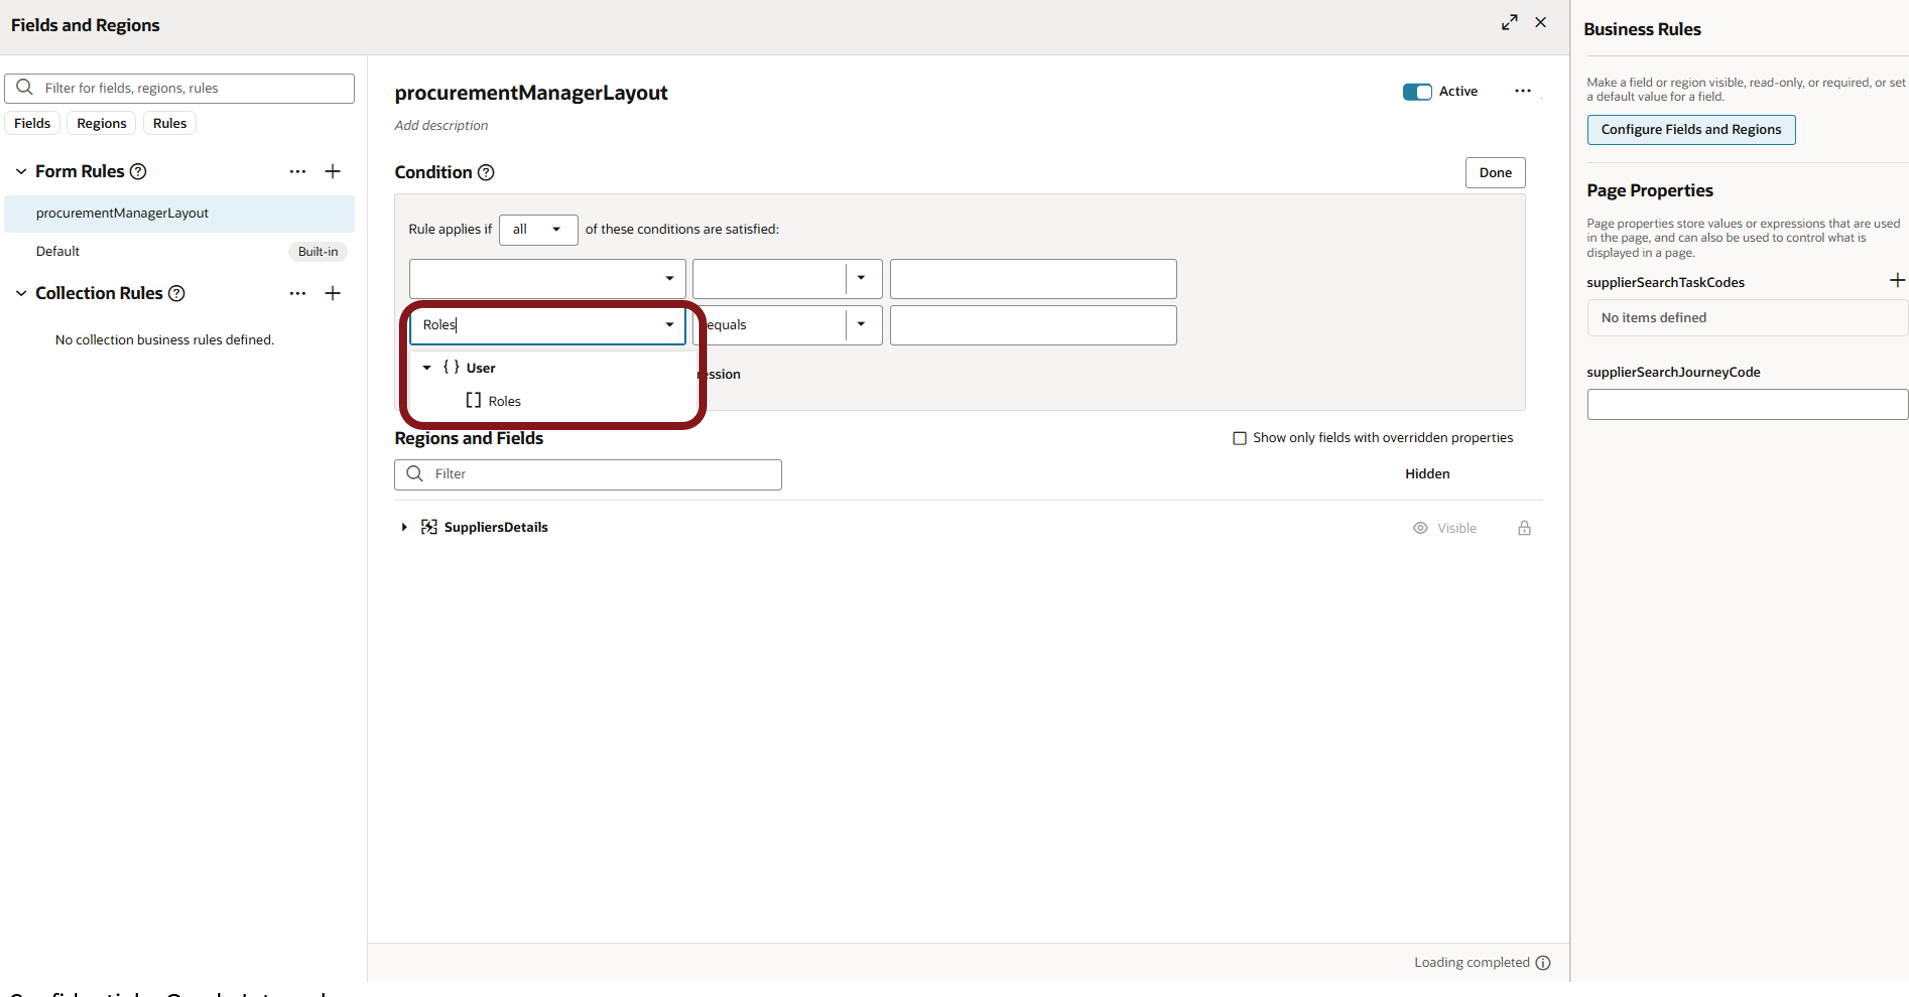 Fields and Regions
Filter for fields, regions, rules
Fields
Regions
Rules
Form Rules
procurementManagerLayout
Default
Built-in
Collection Rules
No collection business rules defined.
procurementManagerLayout
Active
Add description
Condition
Done
Rule applies if all of these conditions are satisfied:
Roles
equals
User
ression
[] Roles
Regions and Fields
Show only fields with overridden properties
Filter
Hidden
SuppliersDetails
Visible
Loading completed
Business Rules
Make a field or region visible, read-only, or required, or set
a default value for a field.
Configure Fields and Regions
Page Properties
Page properties store values or expressions that are used
in the page, and can also be used to control what is
displayed in a page.
supplierSearchTaskCodes
No items defined
supplierSearchJourneyCode